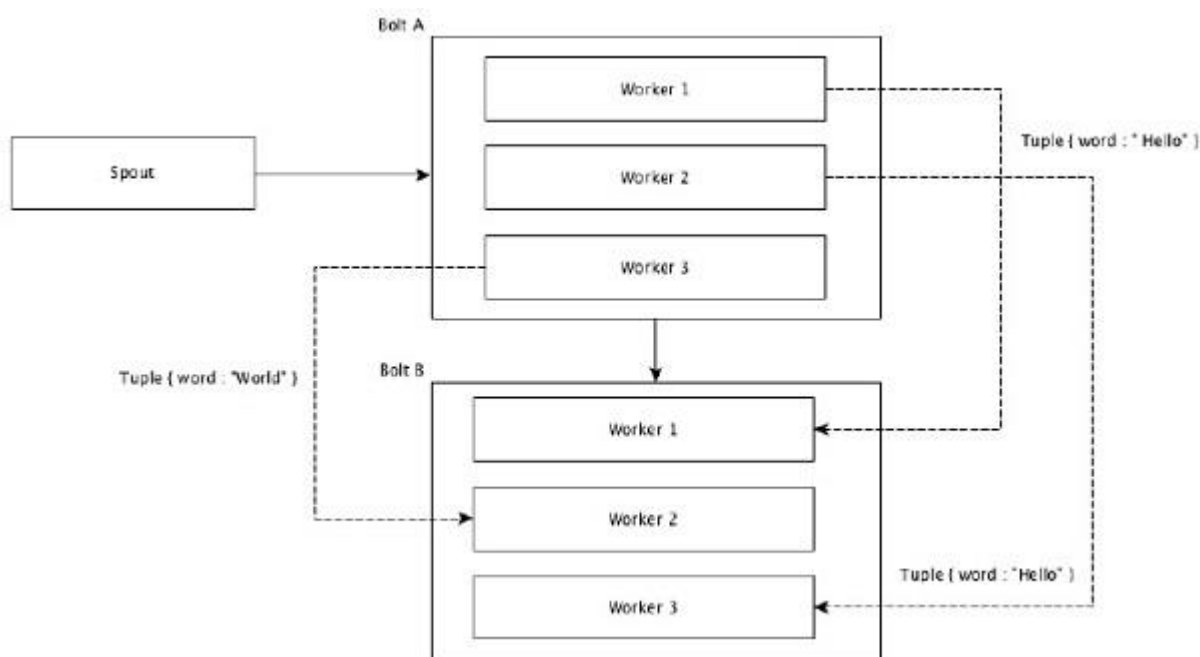 Bolt A
Worker 1
Tuple { word : " Hello" }
Spout
Worker 2
Worker 3
Tuple { word : "World" }
Bolt B
Worker 1
Worker 2
Tuple { word : "Hello" }
Worker 3